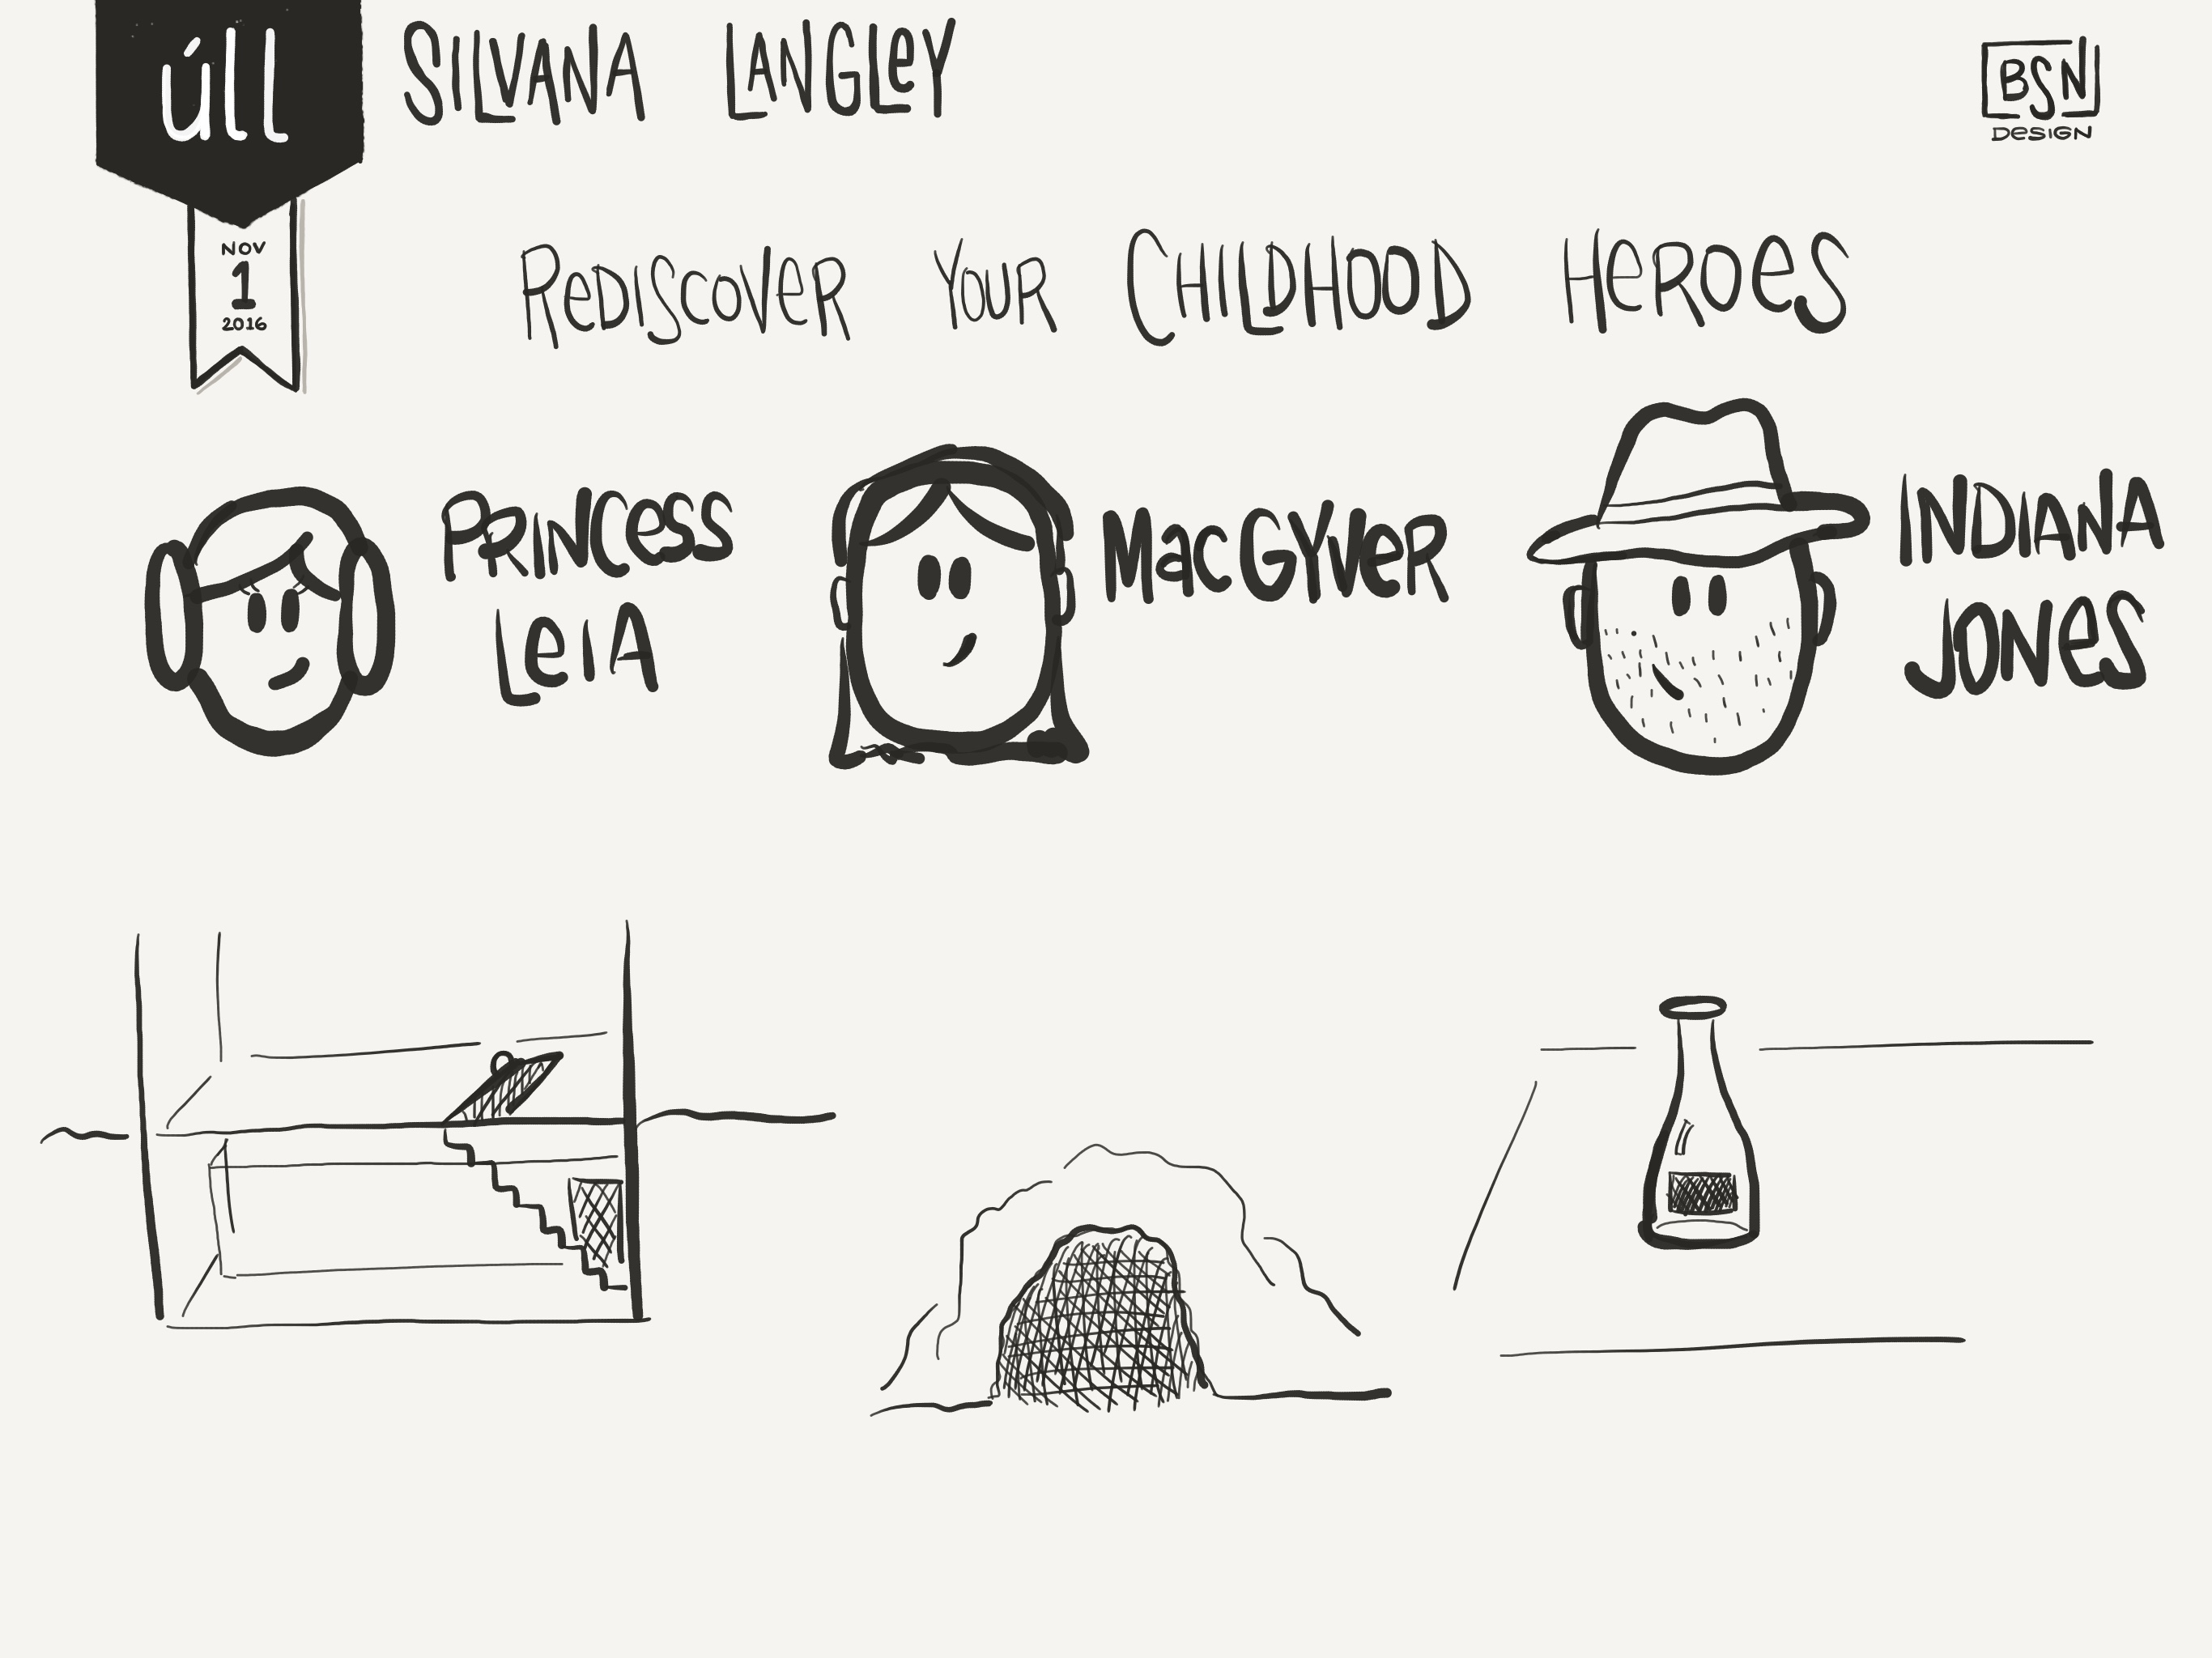 úll
SILVANA LANGLEY
BSN
DESIGN
NOV
1
2016
REDISCOVER YOUR CHILDHOOD HEROES
PRINCESS
LEIA
MacGYVER
INDIANA
JONES